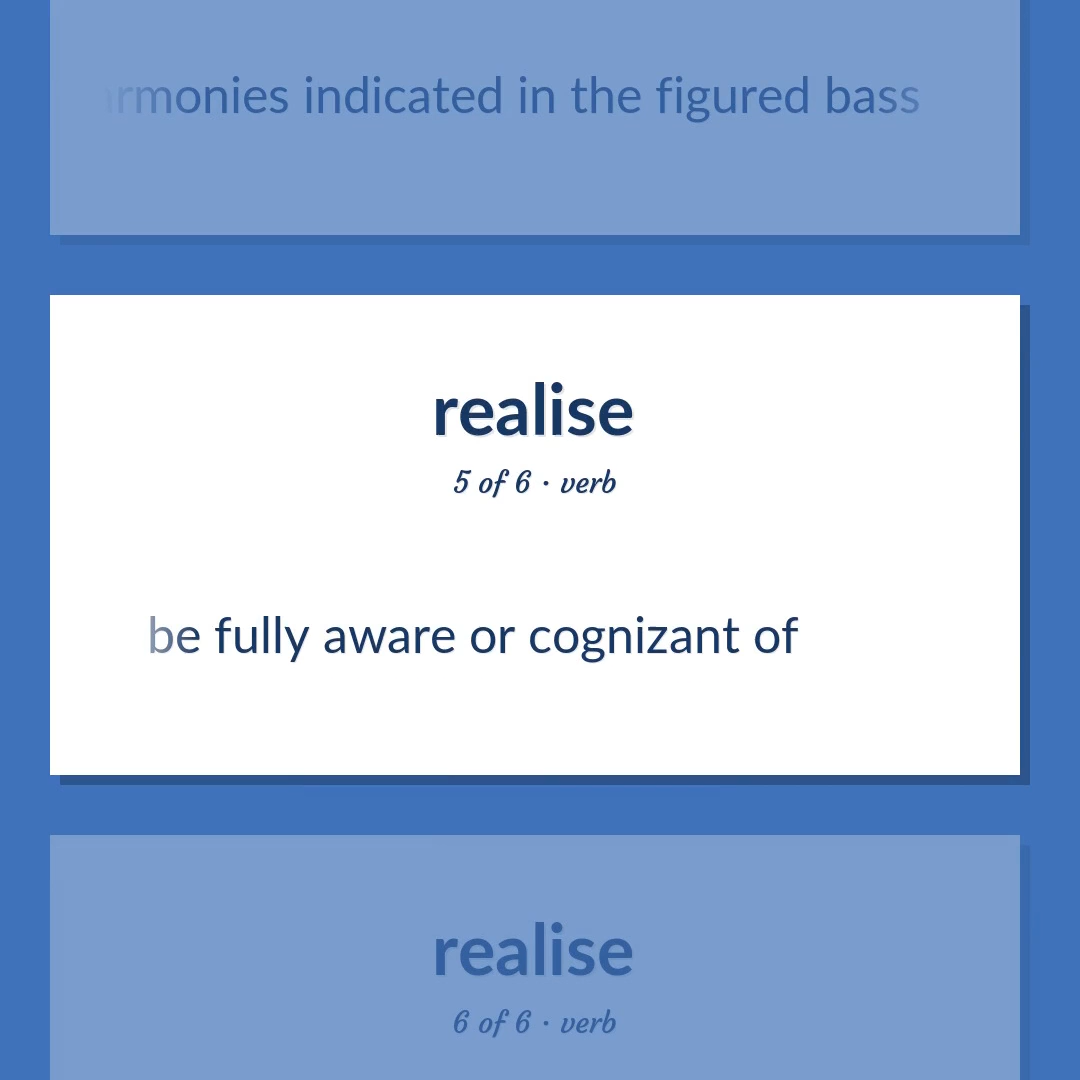 indicated in the figured bass
realise
5 of 6 · verb
be fully aware or cognizant of
realise
6 of 6 · verb